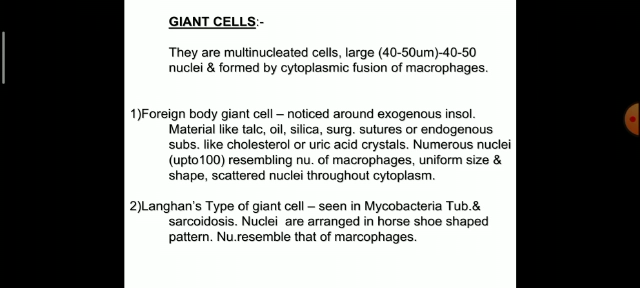 GIANT CELLS:-
They are multinucleated cells, large (40-50um)-40-50
nuclei & formed by cytoplasmic fusion of macrophages.
1)Foreign body giant cell – noticed around exogenous insol.
Material like talc, oil, silica, surg. sutures or endogenous
subs. like cholesterol or uric acid crystals. Numerous nuclei
(upto100) resembling nu. of macrophages, uniform size &
shape, scattered nuclei throughout cytoplasm.
2)Langhan's Type of giant cell – seen in Mycobacteria Tub.&
sarcoidosis. Nuclei are arranged in horse shoe shaped
pattern. Nu.resemble that of marcophages.